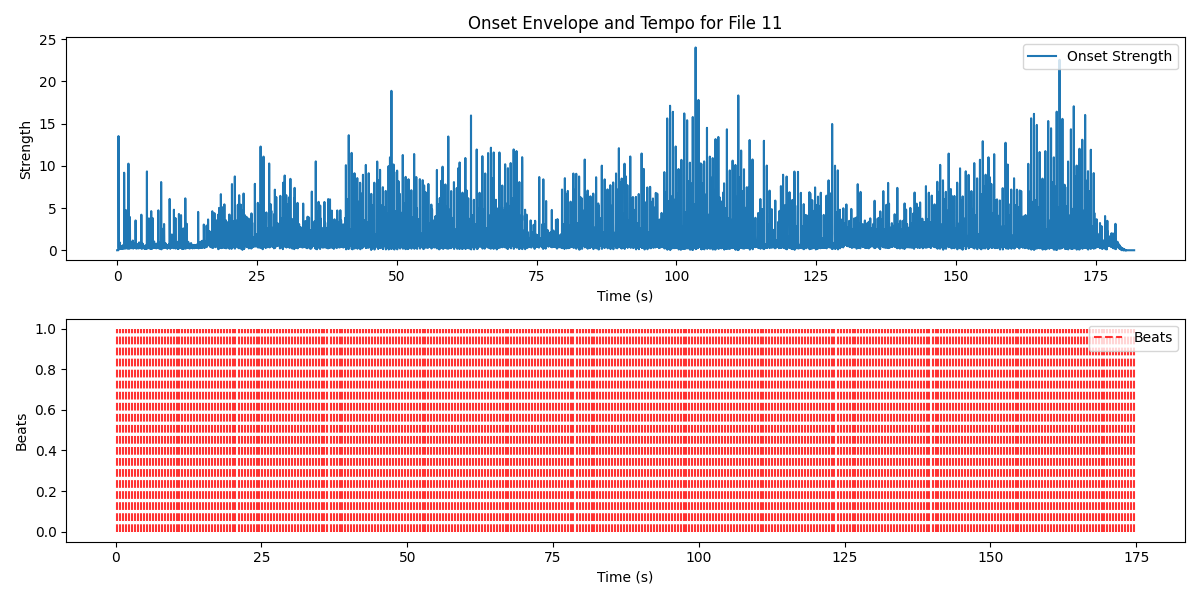 Onset Envelope and Tempo for File 11
25
20
15
10
5
0
Strength
Onset Strength
0 25 50 75 100 125 150 175
Time (s)
1.0
0.8
0.6
0.4
0.2
0.0
Beats
Beats
0 25 50 75 100 125 150 175
Time (s)